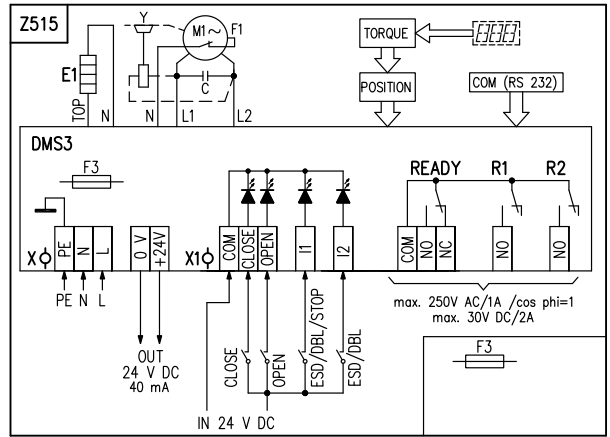 Z515
Y
M1~
F1
TORQUE
E1
C
POSITION
COM (RS 232)
TOP
N
N
L1
L2
DMS3
F3
READY
R1
R2
X
PE
N
L
0 V
+24V
X1
COM
CLOSE
OPEN
I1
I2
COM
NO
NC
NO
NO
PE N L
max. 250V AC/1A /cos phi=1
max. 30V DC/2A
OUT
24 V DC
40 mA
CLOSE
OPEN
ESD/DBL/STOP
ESD/DBL
F3
IN 24 V DC